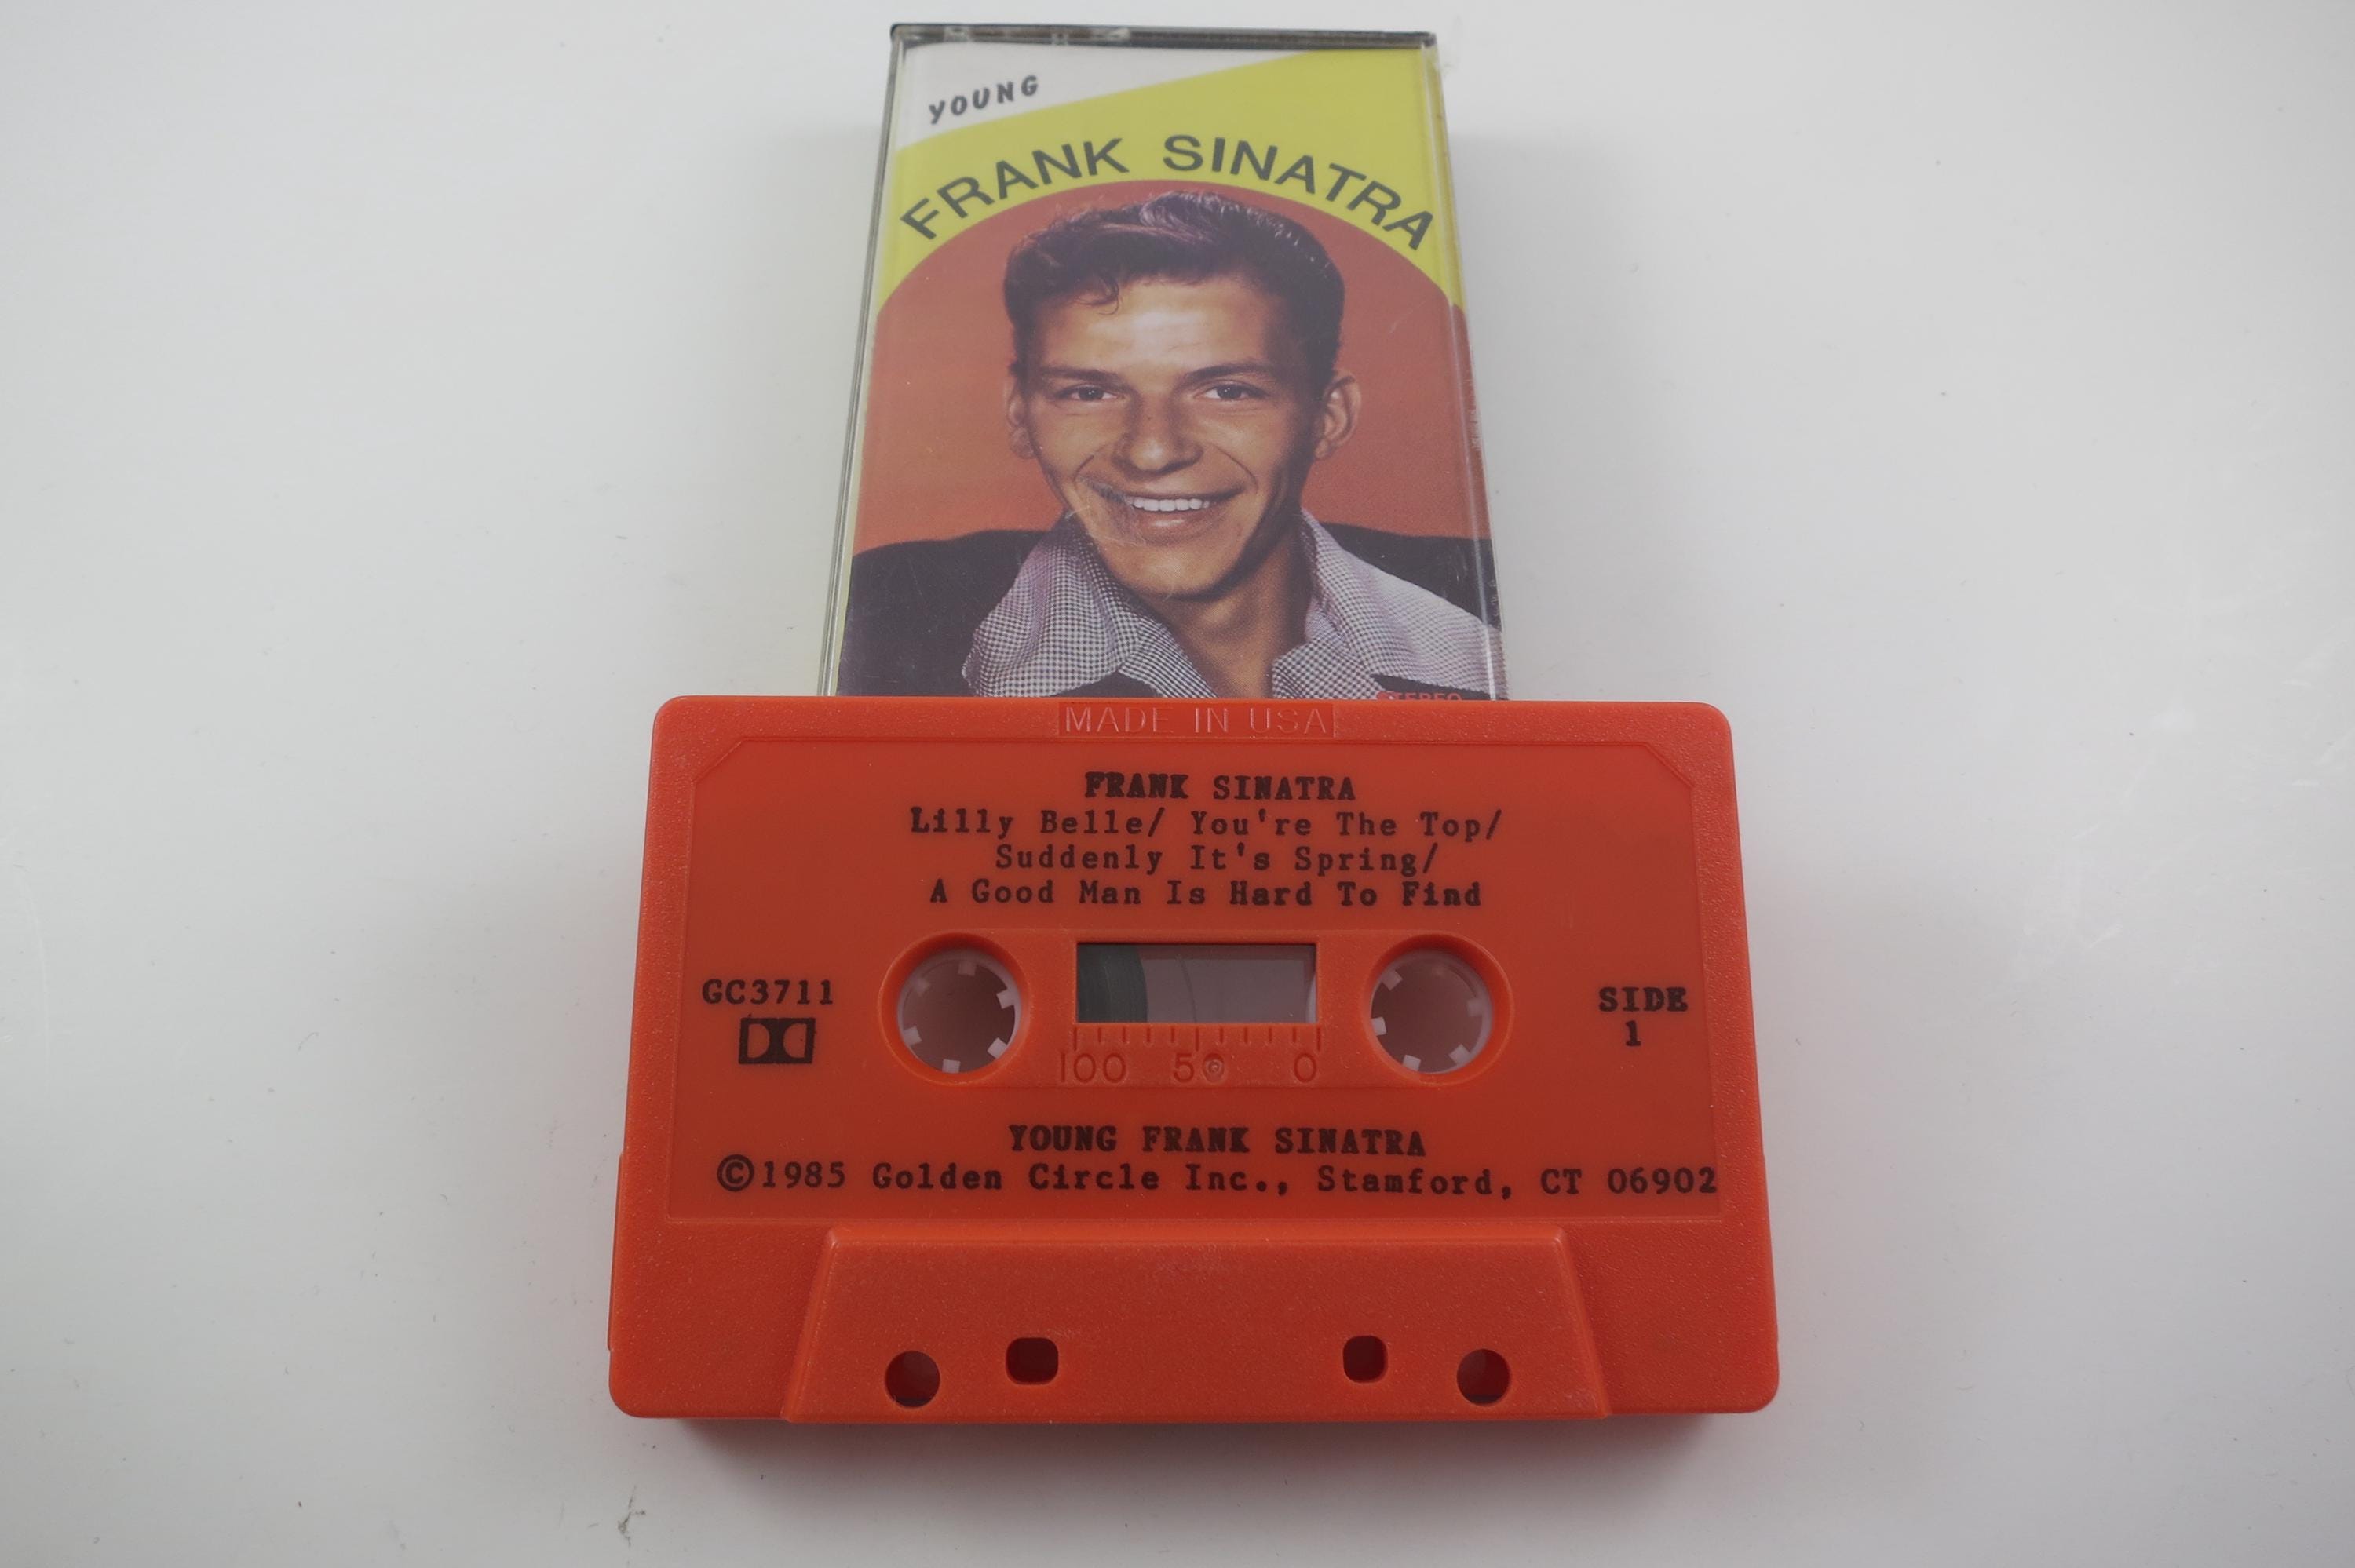 YOUNG
FRANK SINATRA
STEREO
MADE IN USA
FRANK SINATRA
Lilly Belle/ You're The Top/
Suddenly It's Spring/
A Good Man Is Hard To Find
GC3711
SIDE
1
100 50 0
YOUNG FRANK SINATRA
©1985 Golden Circle Inc., Stamford, CT 06902